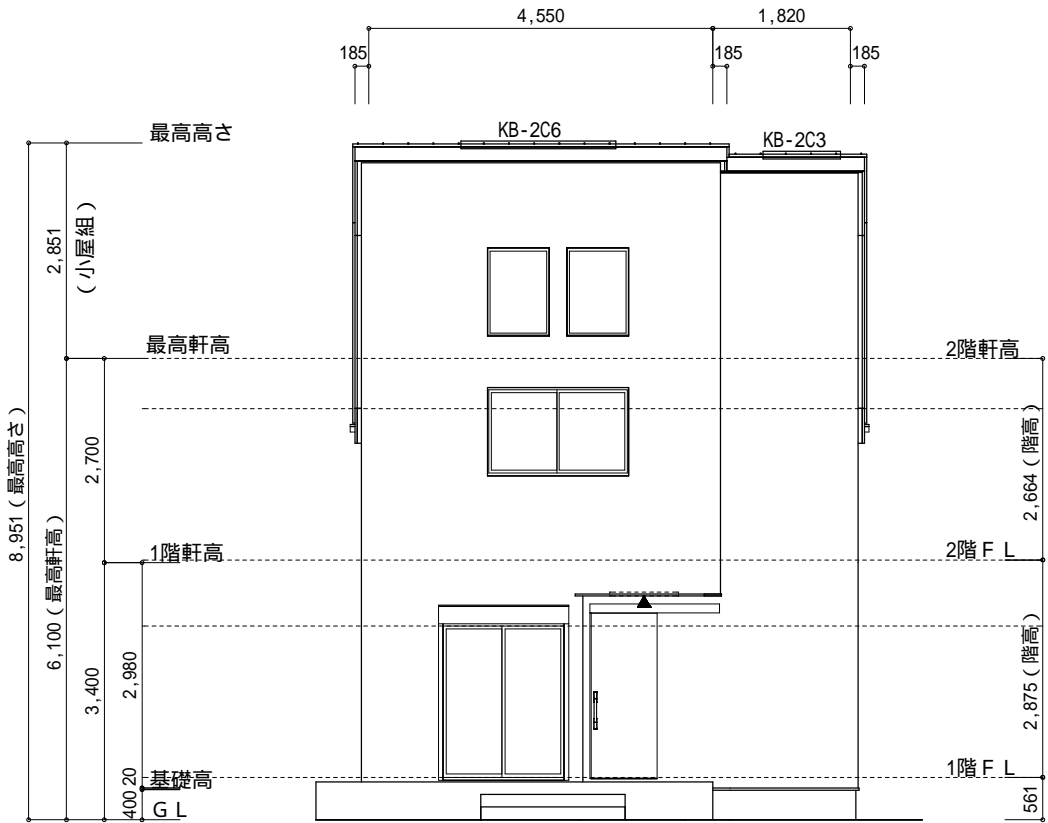 4,550
1,820
185
185
185
KB-2C6
KB-2C3
最高高さ
2,851
(小屋組)
最高軒高
2階軒高
8,951(最高高さ)
6,100(最高軒高)
2,700
2,664(階高)
1階軒高
2階FL
3,400
2,980
2,875(階高)
基礎高
1階FL
20
400
GL
561